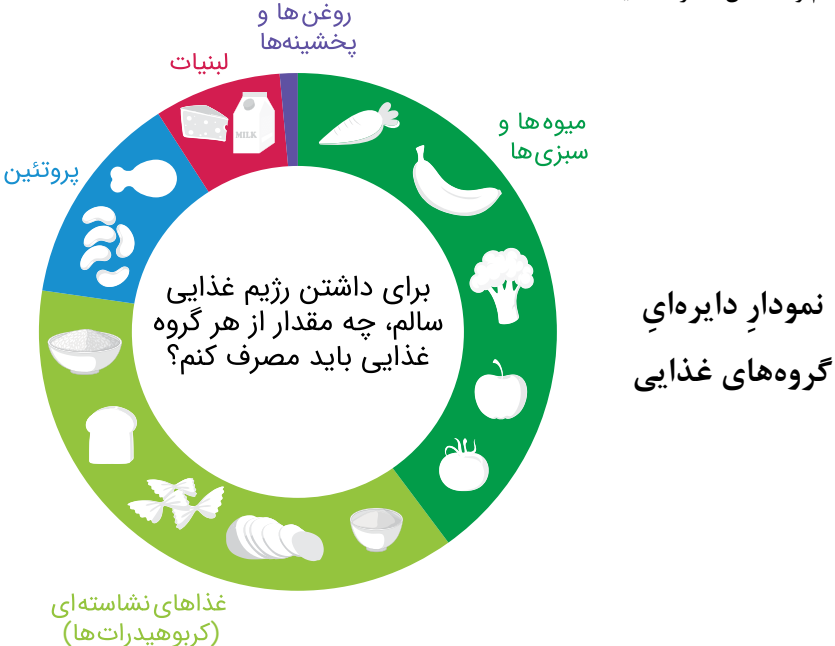 روغن‌ها و
پخشینه‌ها
لبنیات
میوه‌ها و
سبزی‌ها
پروتئین
MILK
برای داشتن رژیم غذایی
سالم، چه مقدار از هر گروه
غذایی باید مصرف کنم؟
نمودارِ دایره‌ایِ
گروه‌های غذایی
غذاهای نشاسته‌ای
(کربوهیدرات‌ها)